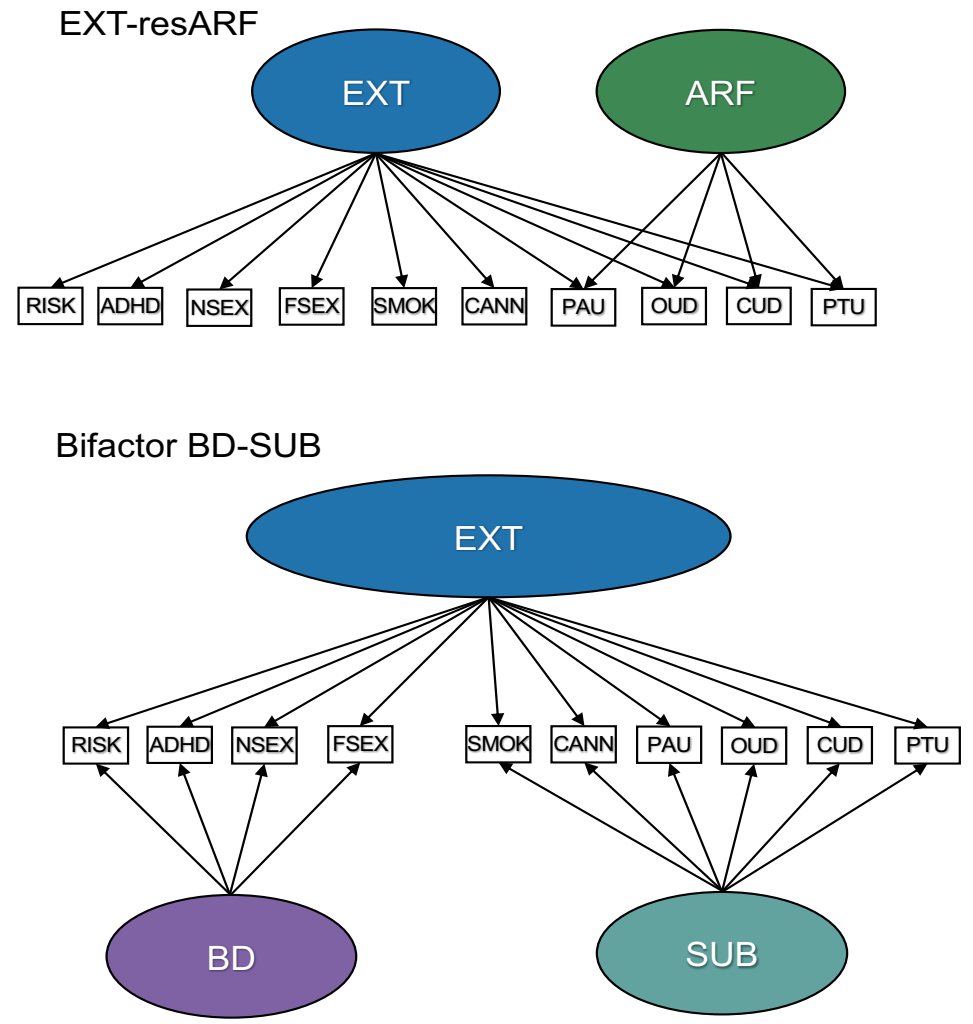 EXT-resARF
EXT ARF
RISK ADHD NSEX FSEX SMOK CANN PAU OUD CUD PTU
Bifactor BD-SUB
EXT
RISK ADHD NSEX FSEX SMOK CANN PAU OUD CUD PTU
BD SUB